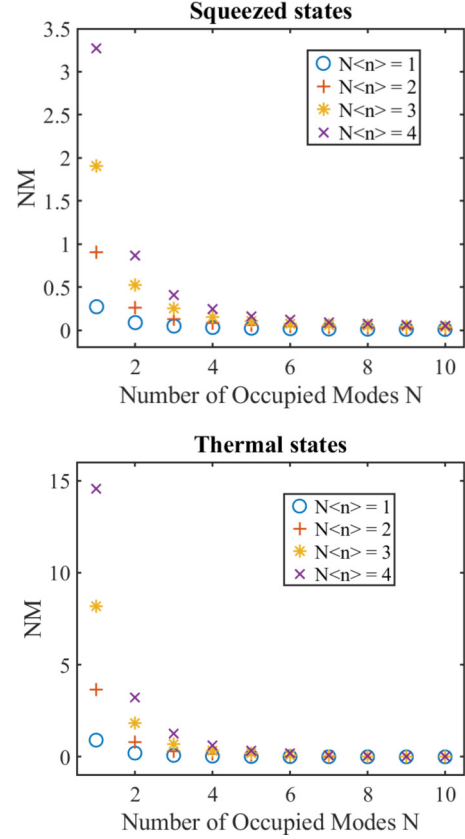 Squeezed states
3.5
3
2.5
2
1.5
1
0.5
0
NM
N<n> = 1
N<n> = 2
N<n> = 3
N<n> = 4
2 4 6 8 10
Number of Occupied Modes N
Thermal states
15
10
5
0
NM
N<n> = 1
N<n> = 2
N<n> = 3
N<n> = 4
2 4 6 8 10
Number of Occupied Modes N